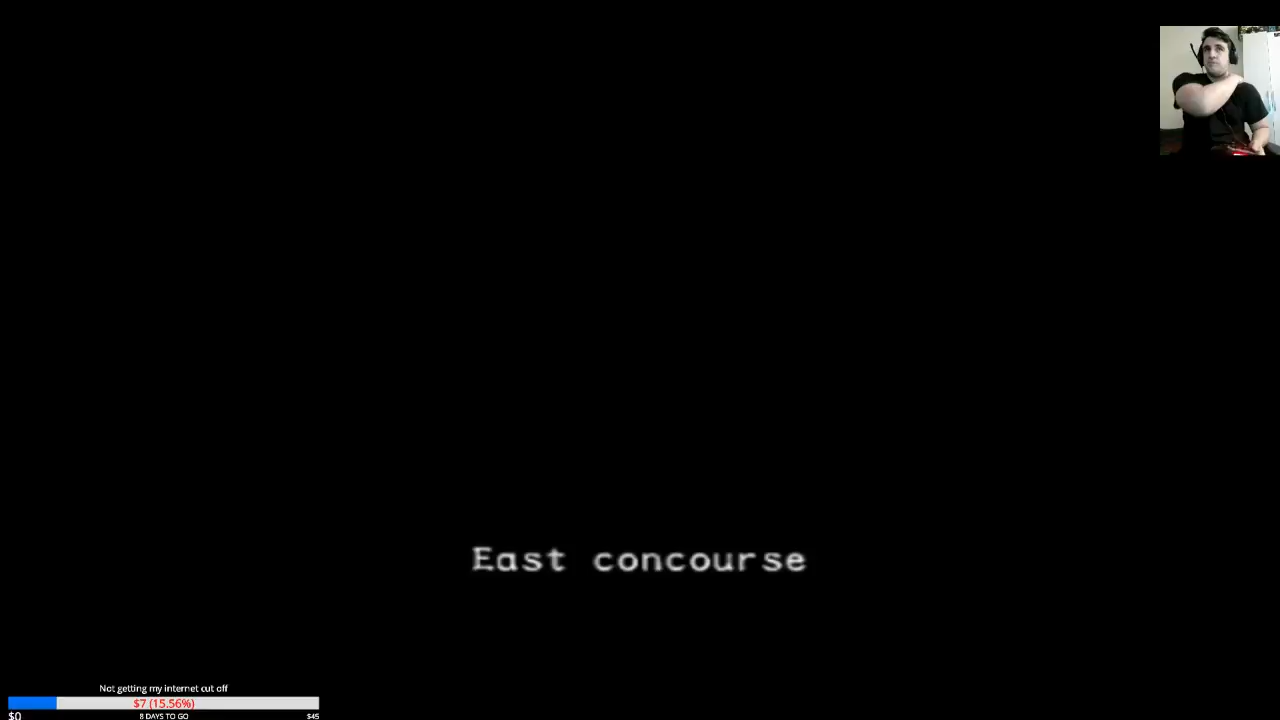 East concourse
Not getting my internet cut off
$7 (15.56%)
$0 8 DAYS TO GO $45